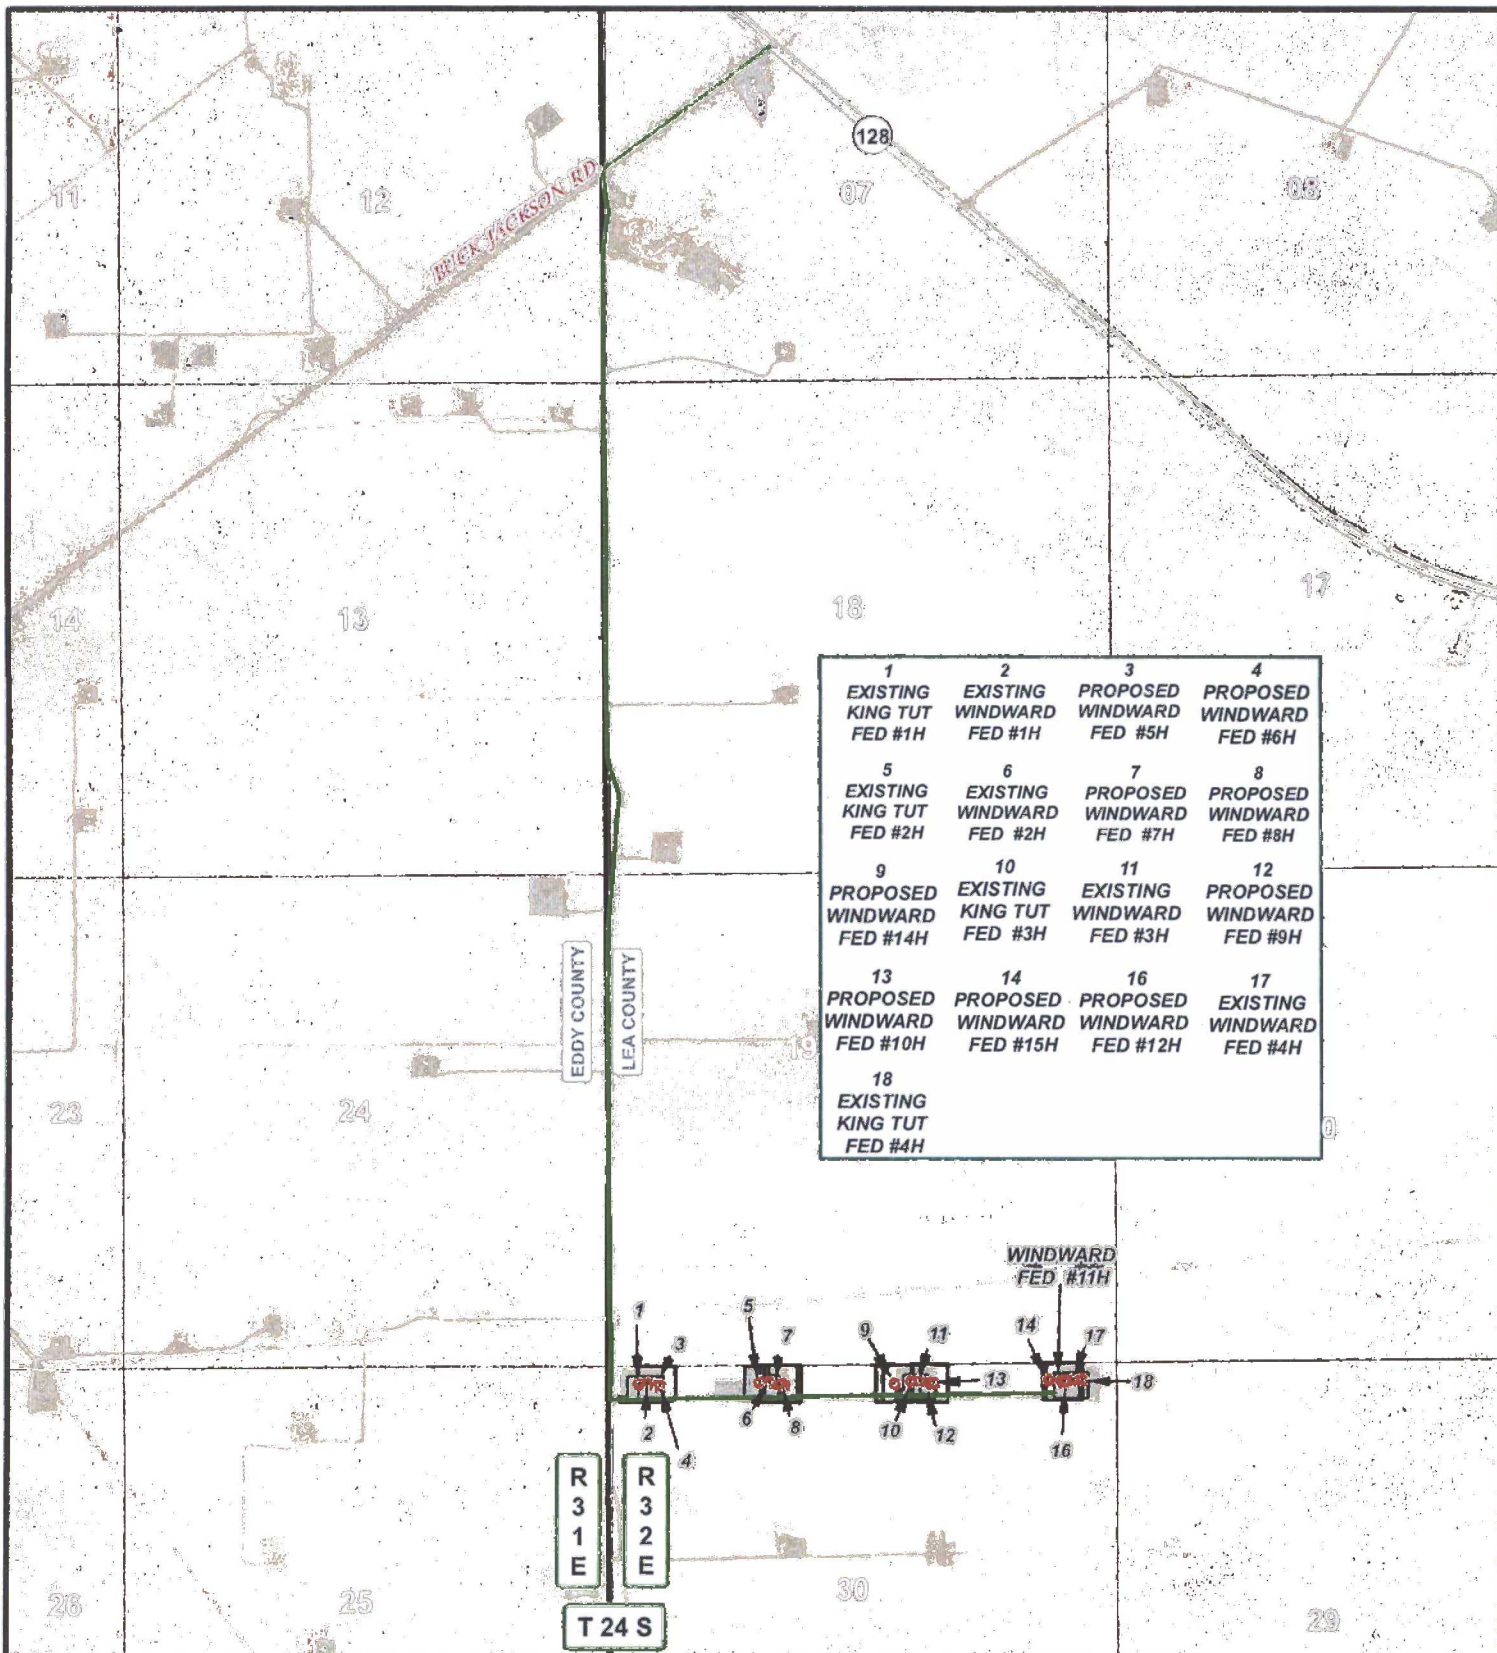 128
11
12
07
08
BUCK JACKSON RD
14
13
18
17
1 2 3 4
EXISTING EXISTING PROPOSED PROPOSED
KING TUT WINDWARD WINDWARD WINDWARD
FED #1H FED #1H FED #5H FED #6H
5 6 7 8
EXISTING EXISTING PROPOSED PROPOSED
KING TUT WINDWARD WINDWARD WINDWARD
FED #2H FED #2H FED #7H FED #8H
9 10 11 12
PROPOSED EXISTING EXISTING PROPOSED
WINDWARD KING TUT WINDWARD WINDWARD
FED #14H FED #3H FED #3H FED #9H
13 14 16 17
PROPOSED PROPOSED PROPOSED EXISTING
WINDWARD WINDWARD WINDWARD WINDWARD
FED #10H FED #15H FED #12H FED #4H
18
EXISTING
KING TUT
FED #4H
EDDY COUNTY
LEA COUNTY
19
23
24
0
WINDWARD
FED #11H
1
3
5
7
9
11
14
17
13
18
2
4
6
8
10
12
16
R
3
1
E
R
3
2
E
26
25
30
29
T 24 S